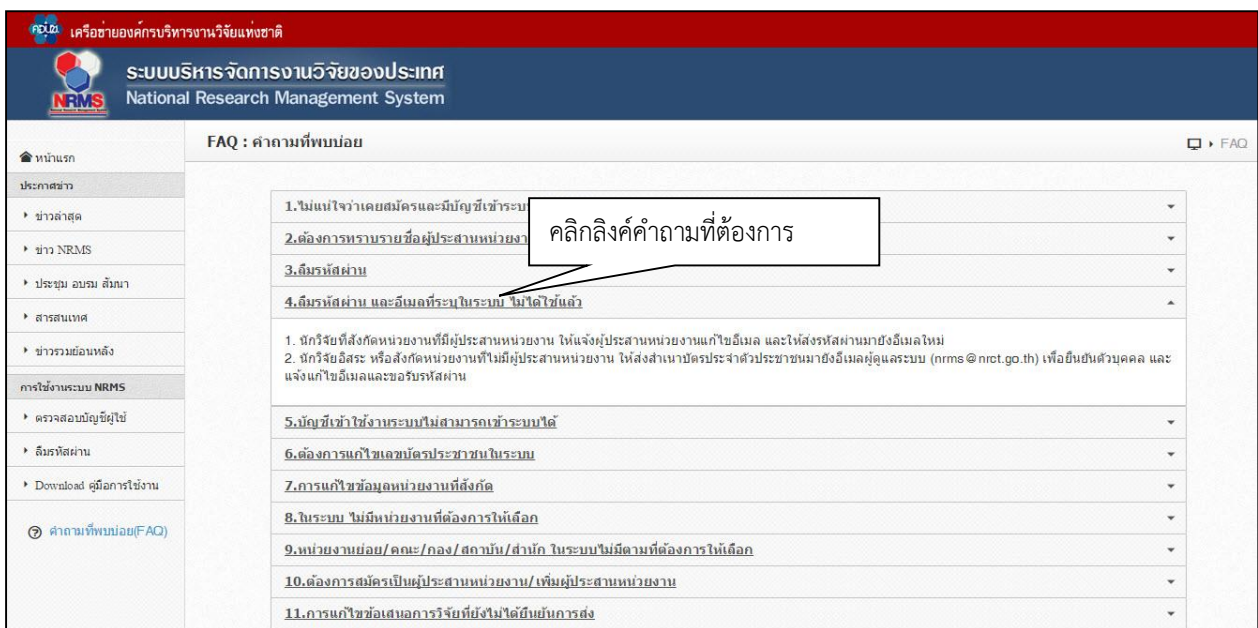 คอบช เครือข่ายองค์กรบริหารงานวิจัยแห่งชาติ
ระบบบริหารจัดการงานวิจัยของประเทศ
NRMS
National Research Management System
FAQ : คำถามที่พบบ่อย
FAQ
หน้าแรก
ประกาศข่าว
ข่าวล่าสุด
ข่าว NRMS
ประชุม อบรม สัมนา
สารสนเทศ
ข่าวรวมย้อนหลัง
การใช้งานระบบ NRMS
ตรวจสอบบัญชีผู้ใช้
ลืมรหัสผ่าน
Download คู่มือการใช้งาน
คำถามที่พบบ่อย(FAQ)
1.ไม่แน่ใจว่าเคยสมัครและมีบัญชีเข้าระบบ
คลิกลิงค์คำถามที่ต้องการ
2.ต้องการทราบรายชื่อผู้ประสานหน่วยงา
3.ลืมรหัสผ่าน
4.ลืมรหัสผ่าน และอีเมลที่ระบุในระบบ ไม่ได้ใช้แล้ว
1. นักวิจัยที่สังกัดหน่วยงานที่มีผู้ประสานหน่วยงาน ให้แจ้งผู้ประสานหน่วยงานแก้ไขอีเมล และให้ส่งรหัสผ่านมายังอีเมลใหม่
2. นักวิจัยอิสระ หรือสังกัดหน่วยงานที่ไม่มีผู้ประสานหน่วยงาน ให้ส่งสำเนาบัตรประจำตัวประชาชนมายังอีเมลผู้ดูแลระบบ (nrms@nrct.go.th) เพื่อยืนยันตัวบุคคล และ
แจ้งแก้ไขอีเมลและขอรับรหัสผ่าน
5.บัญชีเข้าใช้งานระบบไม่สามารถเข้าระบบได้
6.ต้องการแก้ไขเลขบัตรประชาชนในระบบ
7.การแก้ไขข้อมูลหน่วยงานที่สังกัด
8.ในระบบ ไม่มีหน่วยงานที่ต้องการให้เลือก
9.หน่วยงานย่อย/คณะ/กอง/สถาบัน/สำนัก ในระบบไม่มีตามที่ต้องการให้เลือก
10.ต้องการสมัครเป็นผู้ประสานหน่วยงาน/เพิ่มผู้ประสานหน่วยงาน
11.การแก้ไขข้อเสนอการวิจัยที่ยังไม่ได้ยืนยันการส่ง